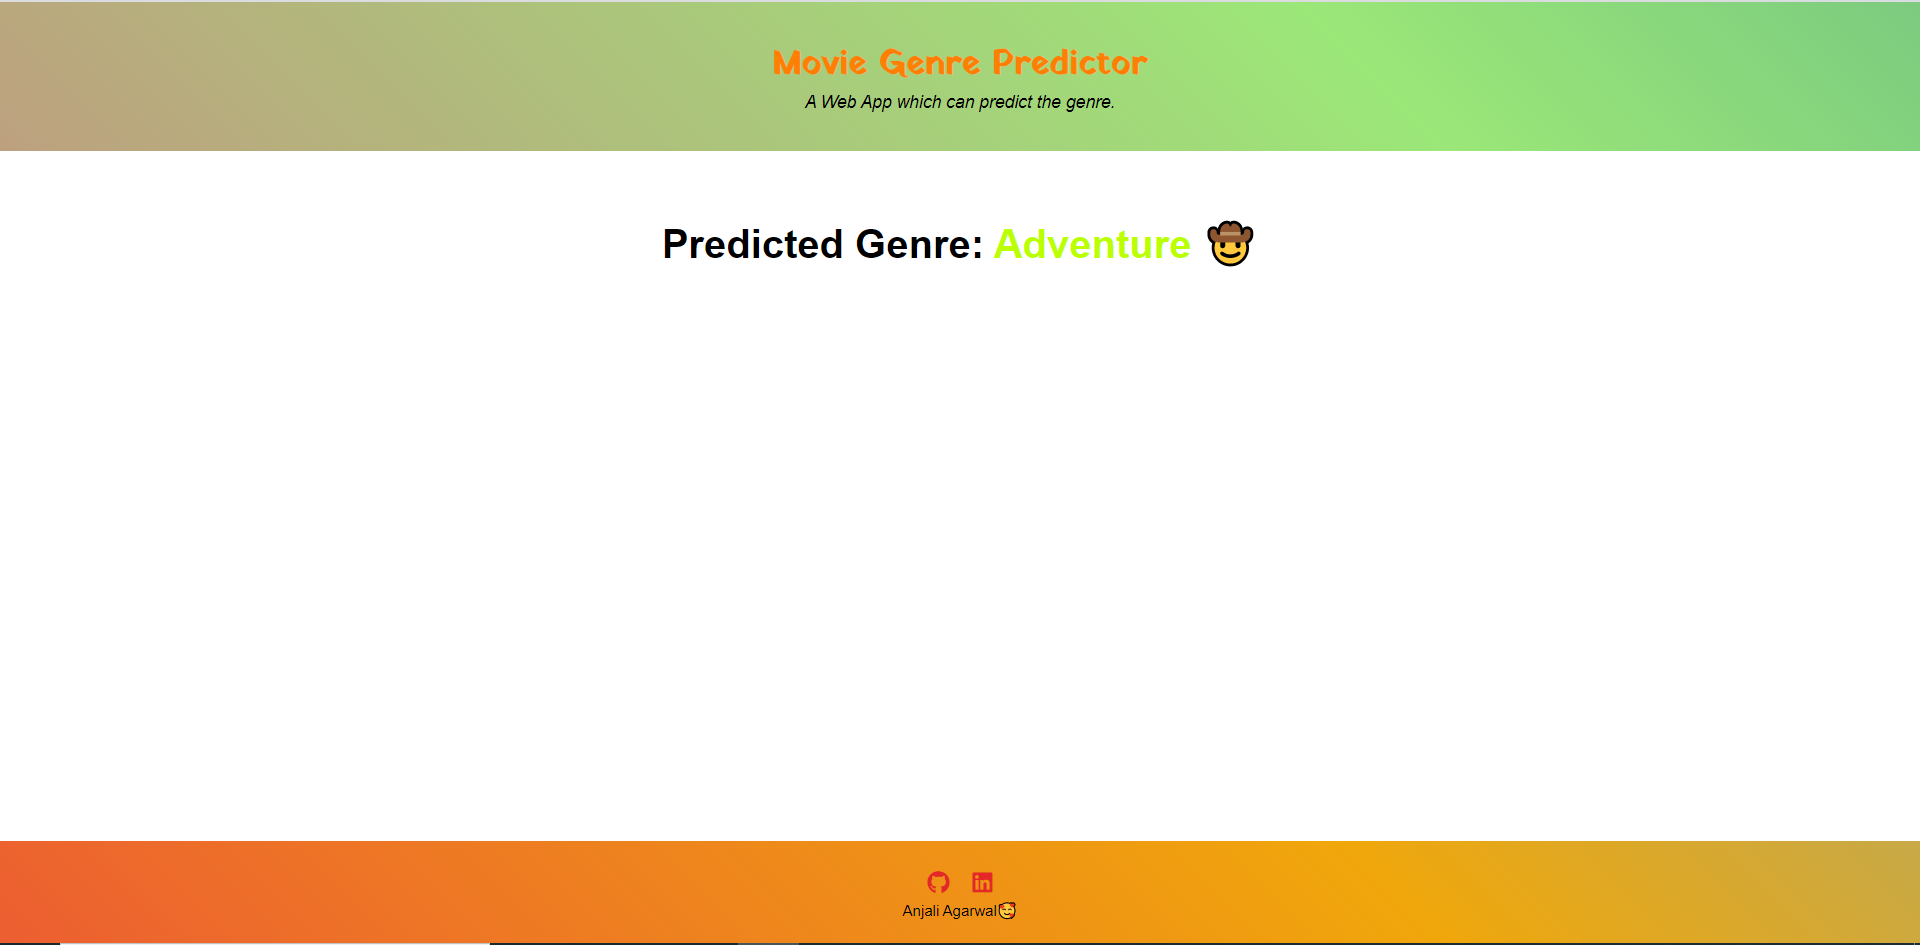 Movie Genre Predictor
A Web App which can predict the genre.
Predicted Genre: Adventure 🤠
Anjali Agarwal🥰